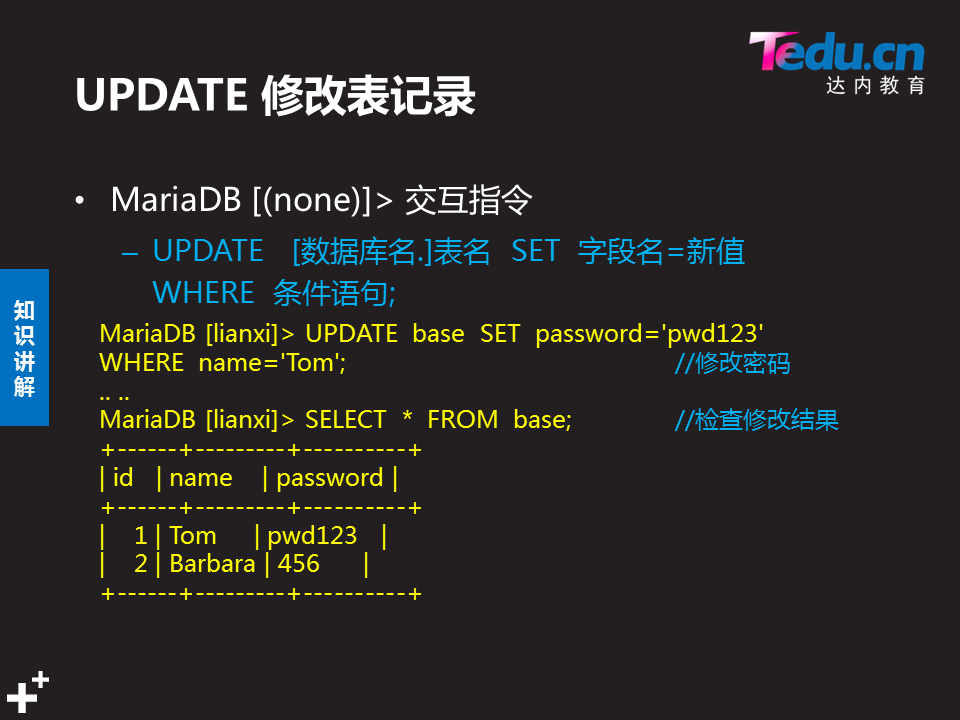 Tedu.cn
达内教育
UPDATE 修改表记录
• MariaDB [(none)]> 交互指令
– UPDATE [数据库名.]表名 SET 字段名=新值
WHERE 条件语句;
知识讲解
MariaDB [lianxi]> UPDATE base SET password='pwd123'
WHERE name='Tom'; //修改密码
.. ..
MariaDB [lianxi]> SELECT * FROM base; //检查修改结果
+------+---------+----------+
| id | name | password |
+------+---------+----------+
| 1 | Tom | pwd123 |
| 2 | Barbara | 456 |
+------+---------+----------+